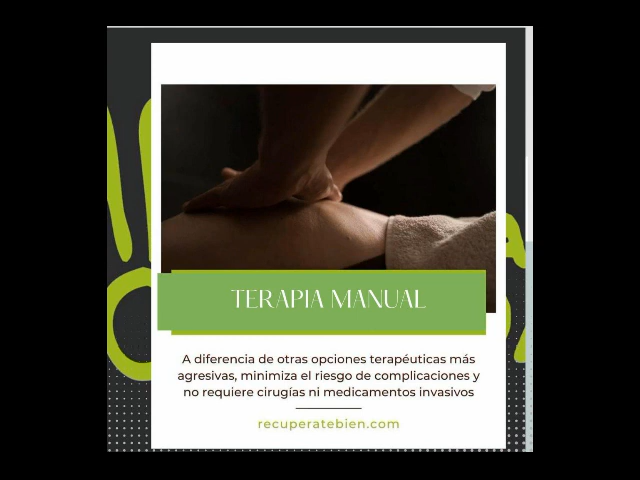 TERAPIA MANUAL
A diferencia de otras opciones terapéuticas más
agresivas, minimiza el riesgo de complicaciones y
no requiere cirugías ni medicamentos invasivos
recuperatebien.com